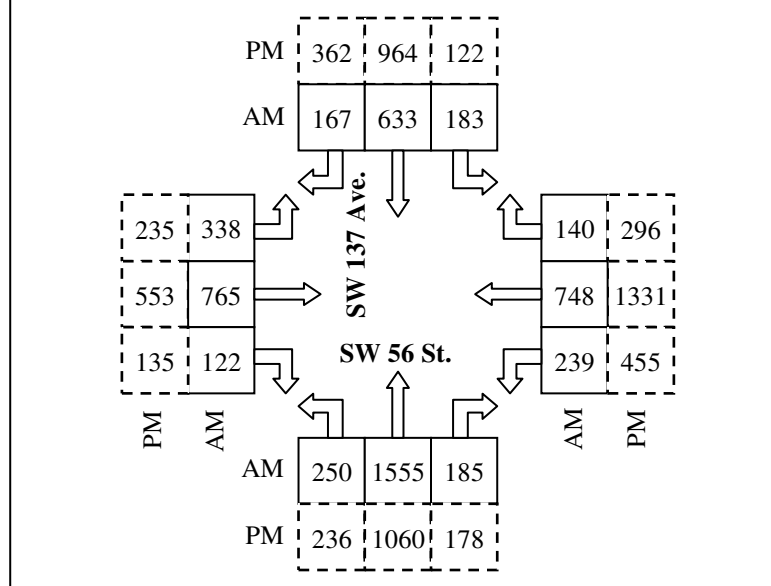 PM 362 964 122
AM 167 633 183
SW 137 Ave.
235 338
553 765
135 122
PM AM
140 296
748 1331
239 455
AM PM
SW 56 St.
AM 250 1555 185
PM 236 1060 178